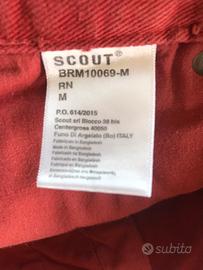 SCOUT®
BRM10069-M
RN
M
P.O. 614/2015
Scout srl Blocco 38 bis
Centergross 40050
Funo Di Argelato (Bo) ITALY
Fabbricato in Bangladesh
Made in Bangladesh
Fabriqué en Bangladesh
Fabricado en Bangladesh
subito